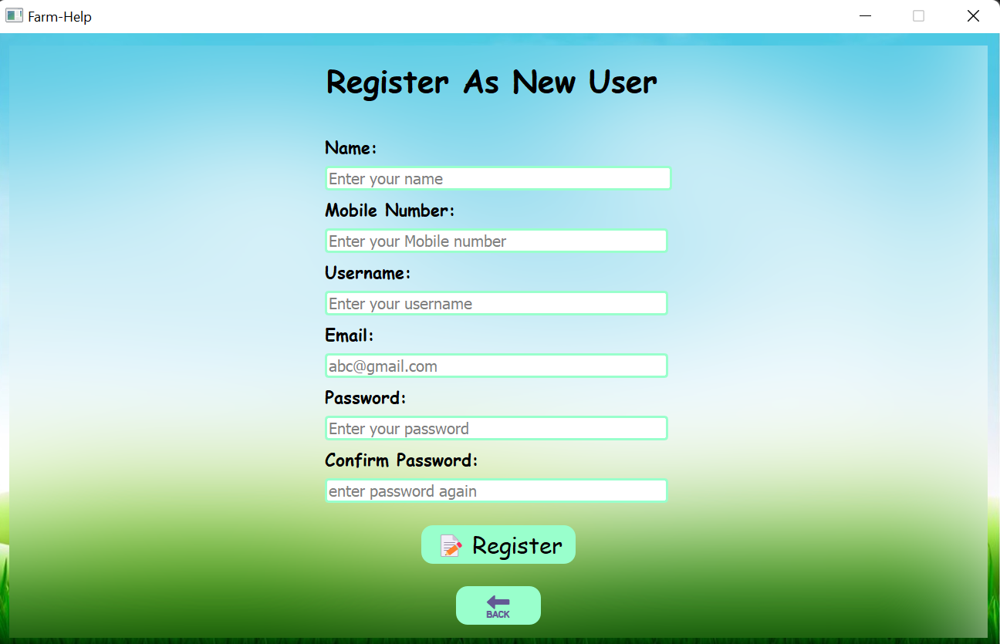 Farm-Help
Register As New User
Name:
Enter your name
Mobile Number:
Enter your Mobile number
Username:
Enter your username
Email:
abc@gmail.com
Password:
Enter your password
Confirm Password:
enter password again
Register
BACK